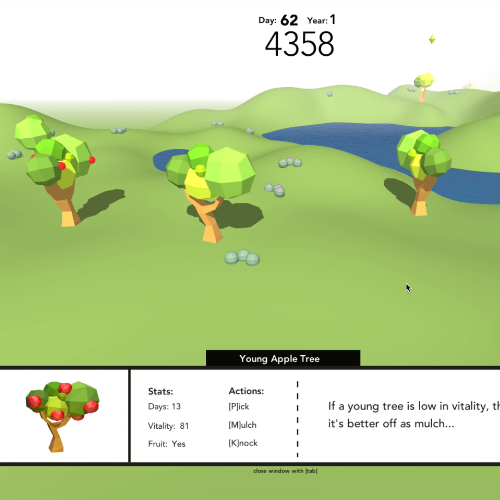 Day: 62 Year: 1
4358
Young Apple Tree
Stats:
Days: 13
Vitality: 81
Fruit: Yes
Actions:
[P]ick
[M]ulch
[K]nock
If a young tree is low in vitality,
it's better off as mulch...
close window with [tab]